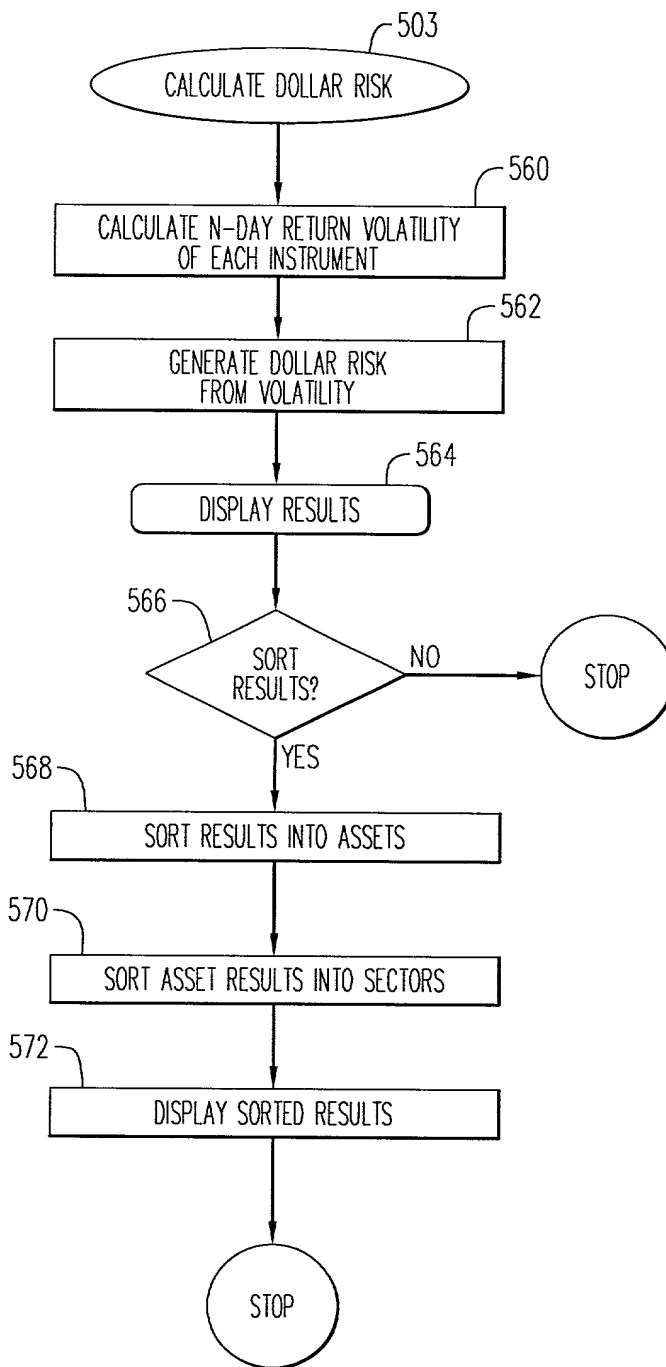 503
CALCULATE DOLLAR RISK
560
CALCULATE N-DAY RETURN VOLATILITY
OF EACH INSTRUMENT
562
GENERATE DOLLAR RISK
FROM VOLATILITY
564
DISPLAY RESULTS
566
SORT
RESULTS?
NO
STOP
YES
568
SORT RESULTS INTO ASSETS
570
SORT ASSET RESULTS INTO SECTORS
572
DISPLAY SORTED RESULTS
STOP